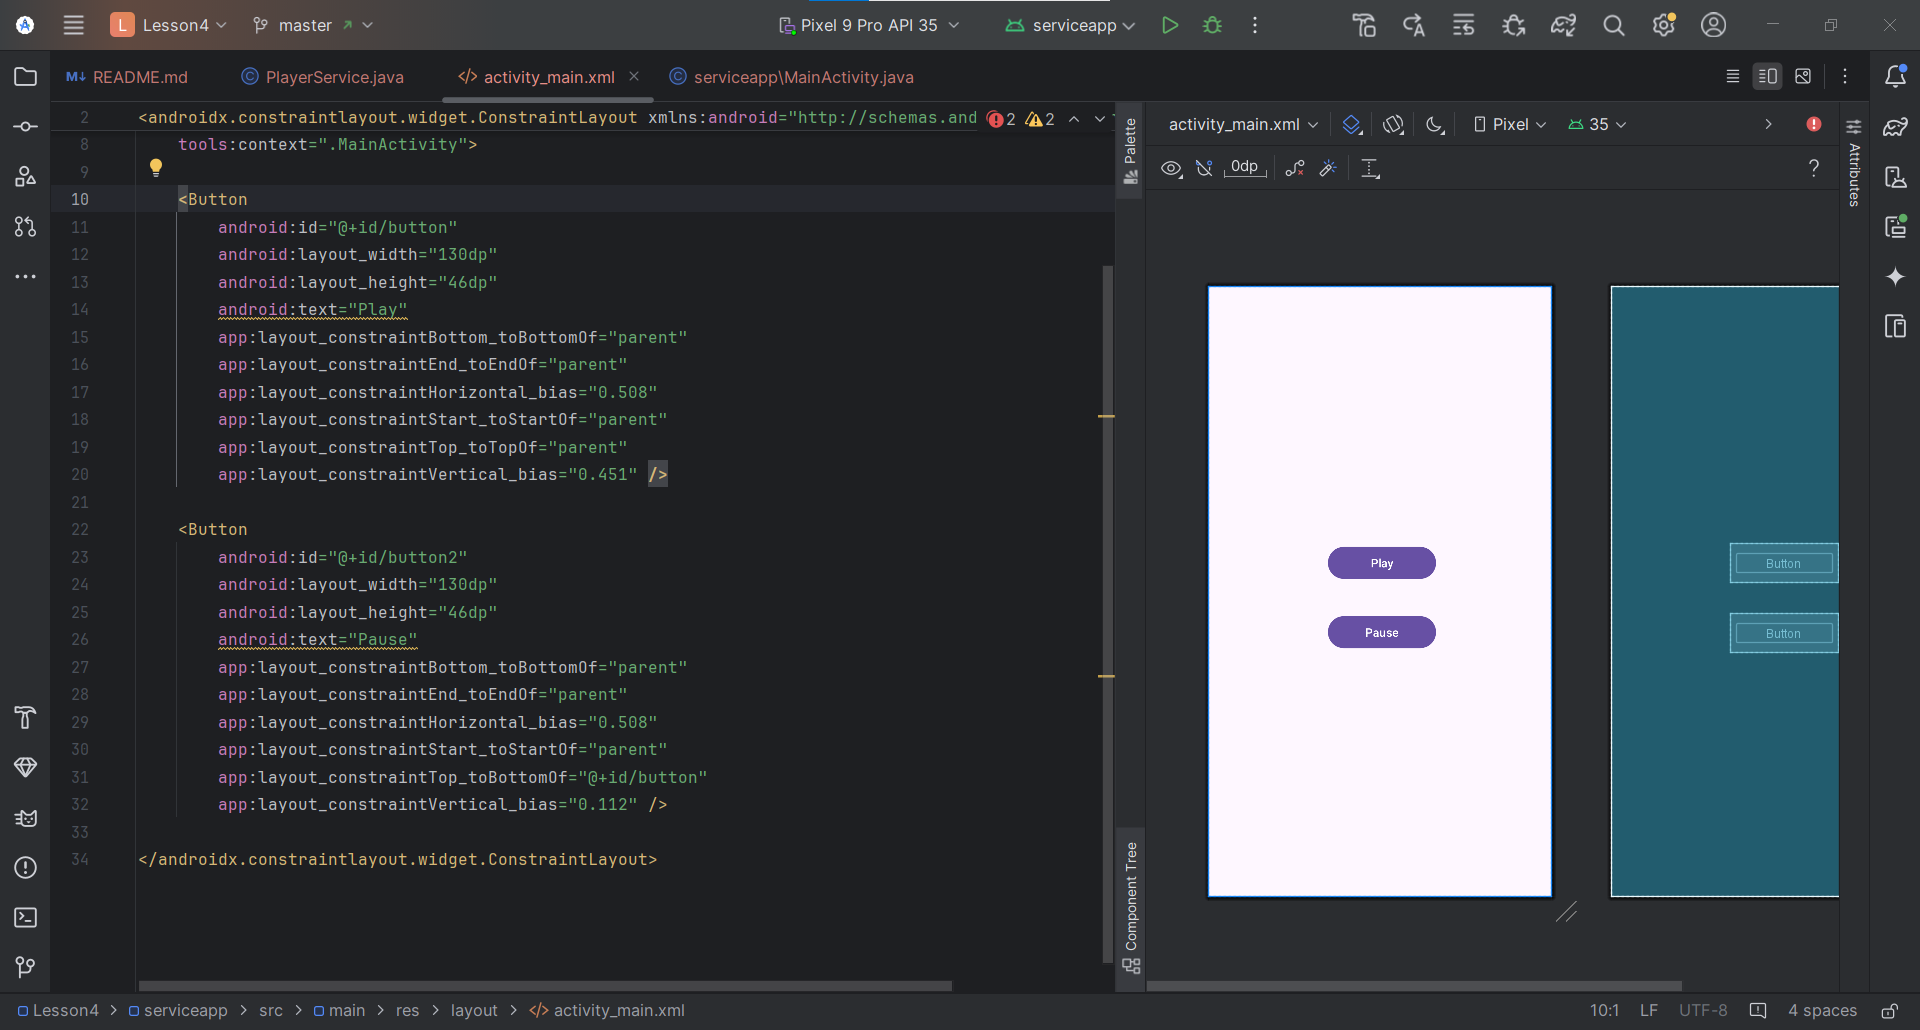 L Lesson4 master Pixel 9 Pro API 35 serviceapp
README.md PlayerService.java activity_main.xml serviceapp\MainActivity.java
2 <androidx.constraintlayout.widget.ConstraintLayout xmlns:android="http://schemas.and 2 2
8 tools:context=".MainActivity">
9
10 <Button
11 android:id="@+id/button"
12 android:layout_width="130dp"
13 android:layout_height="46dp"
14 android:text="Play"
15 app:layout_constraintBottom_toBottomOf="parent"
16 app:layout_constraintEnd_toEndOf="parent"
17 app:layout_constraintHorizontal_bias="0.508"
18 app:layout_constraintStart_toStartOf="parent"
19 app:layout_constraintTop_toTopOf="parent"
20 app:layout_constraintVertical_bias="0.451" />
21
22 <Button
23 android:id="@+id/button2"
24 android:layout_width="130dp"
25 android:layout_height="46dp"
26 android:text="Pause"
27 app:layout_constraintBottom_toBottomOf="parent"
28 app:layout_constraintEnd_toEndOf="parent"
29 app:layout_constraintHorizontal_bias="0.508"
30 app:layout_constraintStart_toStartOf="parent"
31 app:layout_constraintTop_toBottomOf="@+id/button"
32 app:layout_constraintVertical_bias="0.112" />
33
34 </androidx.constraintlayout.widget.ConstraintLayout>
Palette
Component Tree
activity_main.xml Pixel 35
0dp ?
Attributes
Play
Pause
Button
Button
Lesson4 > serviceapp > src > main > res > layout > activity_main.xml 10:1 LF UTF-8 4 spaces